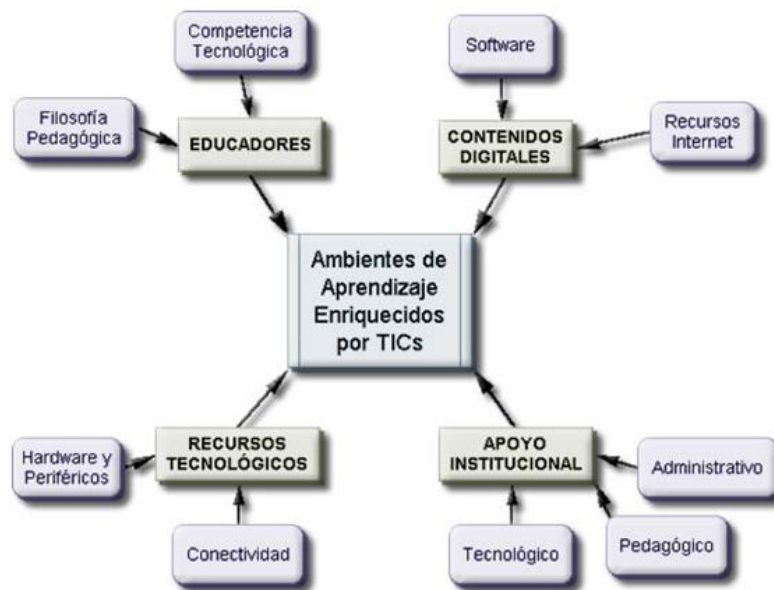 Competencia
Tecnológica
Software
Filosofía
Pedagógica
EDUCADORES
CONTENIDOS
DIGITALES
Recursos
Internet
Ambientes de
Aprendizaje
Enriquecidos
por TICs
Hardware y
Periféricos
RECURSOS
TECNOLÓGICOS
APOYO
INSTITUCIONAL
Administrativo
Conectividad
Tecnológico
Pedagógico